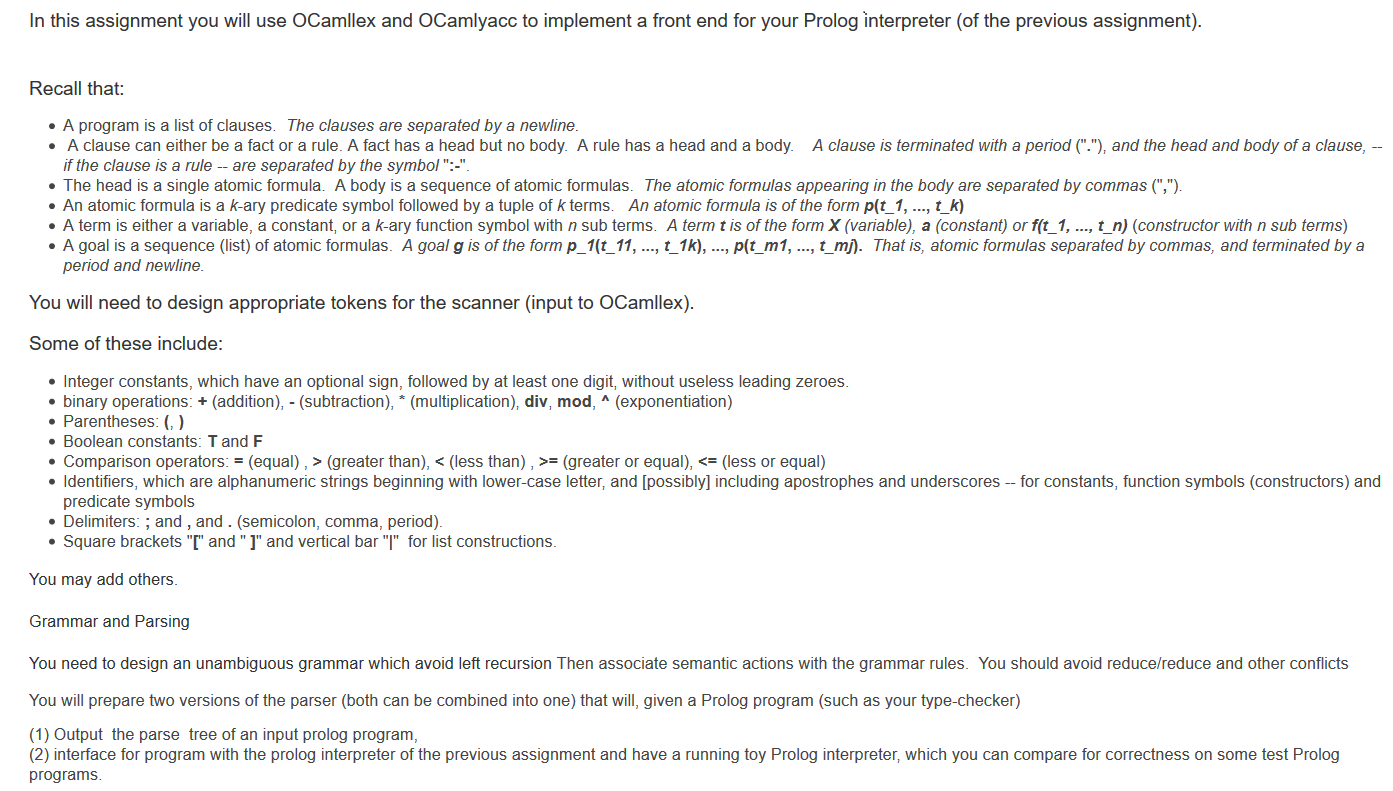 In this assignment you will use OCamllex and OCamlyacc to implement a front end for your Prolog ìnterpreter (of the previous assignment).
Recall that:
• A program is a list of clauses.  The clauses are separated by a newline.
• A clause can either be a fact or a rule. A fact has a head but no body.  A rule has a head and a body.    A clause is terminated with a period ("."), and the head and body of a clause, --
if the clause is a rule -- are separated by the symbol ":-".
• The head is a single atomic formula.  A body is a sequence of atomic formulas.  The atomic formulas appearing in the body are separated by commas (",").
• An atomic formula is a k-ary predicate symbol followed by a tuple of k terms.   An atomic formula is of the form p(t_1, ..., t_k)
• A term is either a variable, a constant, or a k-ary function symbol with n sub terms.  A term t is of the form X (variable), a (constant) or f(t_1, ..., t_n) (constructor with n sub terms)
• A goal is a sequence (list) of atomic formulas.  A goal g is of the form p_1(t_11, ..., t_1k), ..., p(t_m1, ..., t_mj).  That is, atomic formulas separated by commas, and terminated by a
period and newline.
You will need to design appropriate tokens for the scanner (input to OCamllex).
Some of these include:
• Integer constants, which have an optional sign, followed by at least one digit, without useless leading zeroes.
• binary operations: + (addition), - (subtraction), * (multiplication), div, mod, ^ (exponentiation)
• Parentheses: (, )
• Boolean constants: T and F
• Comparison operators: = (equal) , > (greater than), < (less than) , >= (greater or equal), <= (less or equal)
• Identifiers, which are alphanumeric strings beginning with lower-case letter, and [possibly] including apostrophes and underscores -- for constants, function symbols (constructors) and
predicate symbols
• Delimiters: ; and , and . (semicolon, comma, period).
• Square brackets "[" and " ]" and vertical bar "|"  for list constructions.
You may add others.
Grammar and Parsing
You need to design an unambiguous grammar which avoid left recursion Then associate semantic actions with the grammar rules.  You should avoid reduce/reduce and other conflicts
You will prepare two versions of the parser (both can be combined into one) that will, given a Prolog program (such as your type-checker)
(1) Output  the parse  tree of an input prolog program,
(2) interface for program with the prolog interpreter of the previous assignment and have a running toy Prolog interpreter, which you can compare for correctness on some test Prolog
programs.